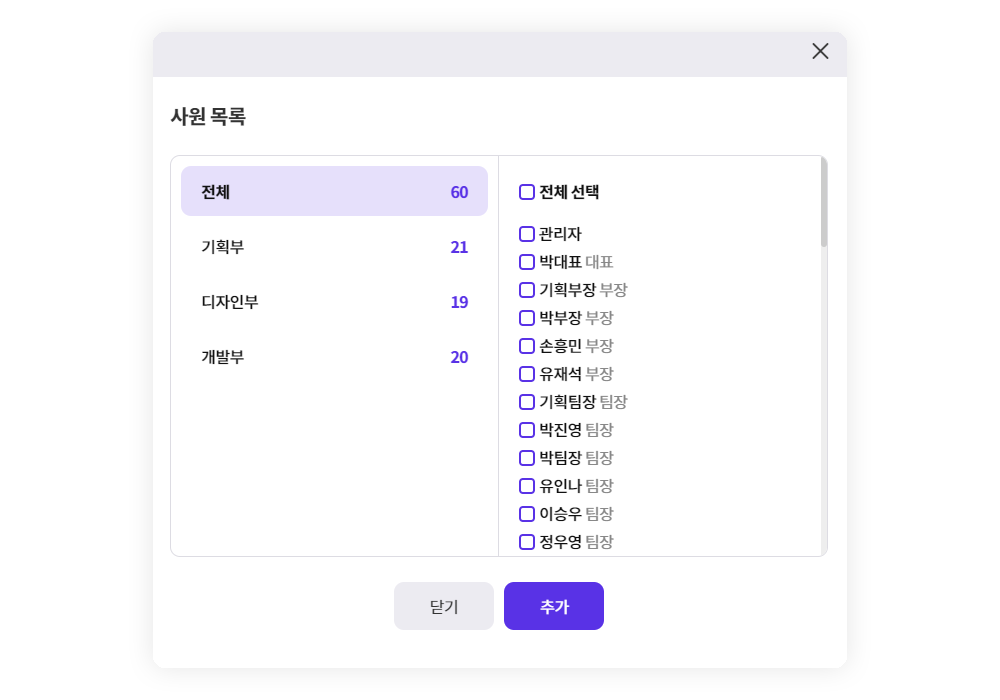 사원 목록
전체 60
기획부 21
디자인부 19
개발부 20
전체 선택
관리자
박대표 대표
기획부장 부장
박부장 부장
손흥민 부장
유재석 부장
기획팀장 팀장
박진영 팀장
박팀장 팀장
유인나 팀장
이승우 팀장
정우영 팀장
닫기 추가